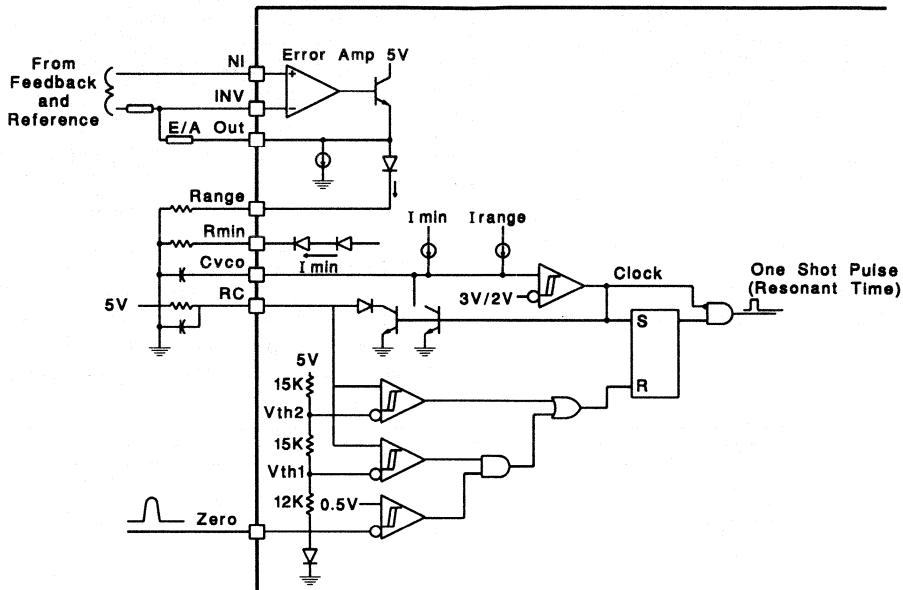 From
Feedback
and
Reference
NI
INV
E/A Out
Error Amp 5V
Range
Rmin
Cvco
RC
5V
I min
I min
I range
3V/2V
Clock
One Shot Pulse
(Resonant Time)
S
R
5V
15K
Vth2
15K
Vth1
12K
0.5V
Zero
+
−